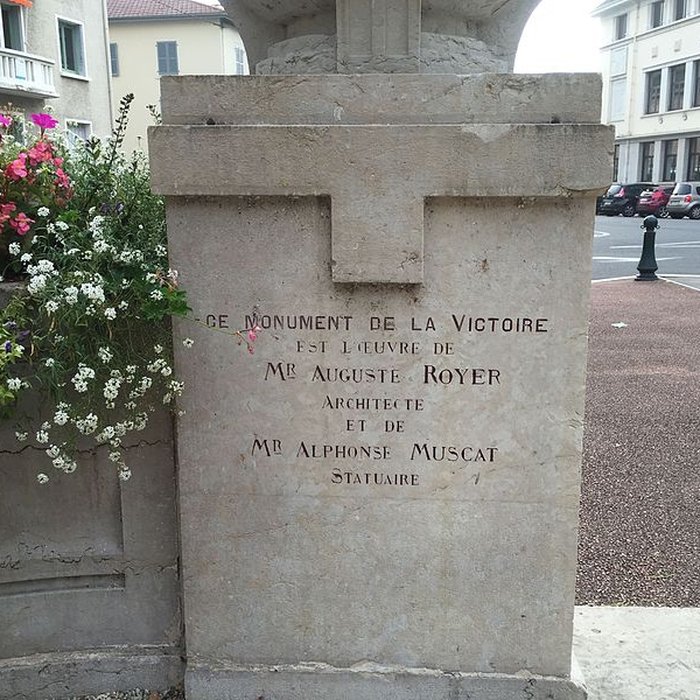 CE MONUMENT DE LA VICTOIRE
EST L'ŒUVRE DE
MR AUGUSTE ROYER
ARCHITECTE
ET DE
MR ALPHONSE MUSCAT
STATUAIRE